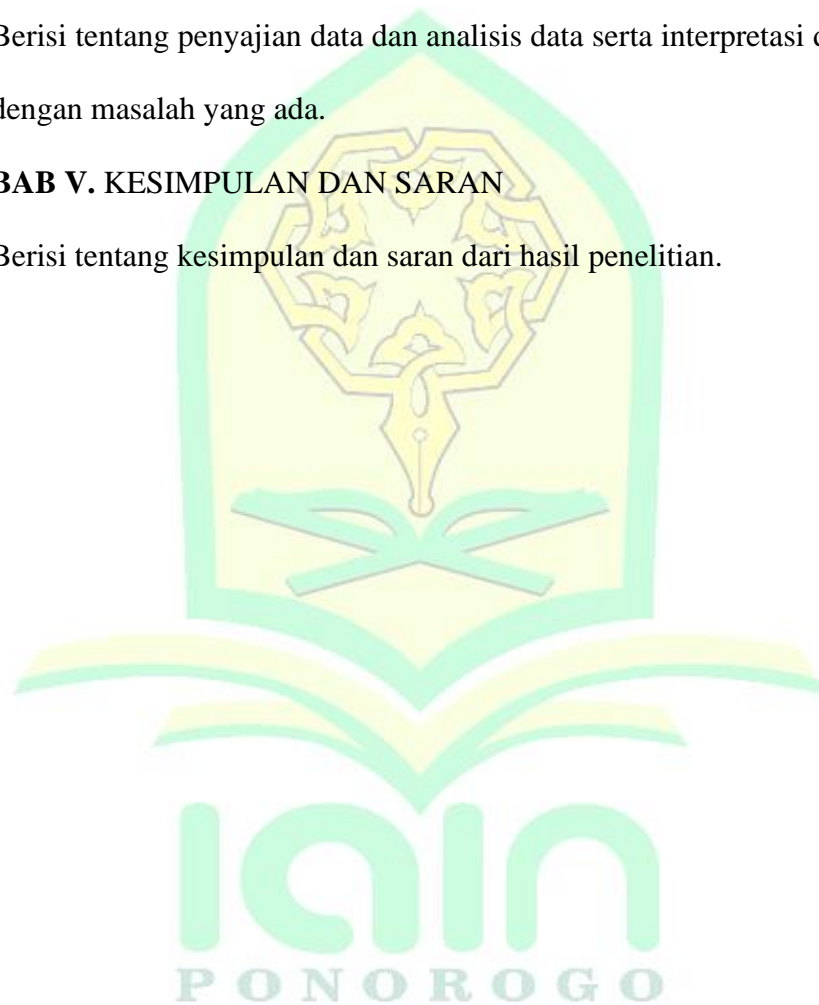 Berisi tentang penyajian data dan analisis data serta interpretasi
dengan masalah yang ada.
BAB V. KESIMPULAN DAN SARAN
Berisi tentang kesimpulan dan saran dari hasil penelitian.
iain
PONOROGO